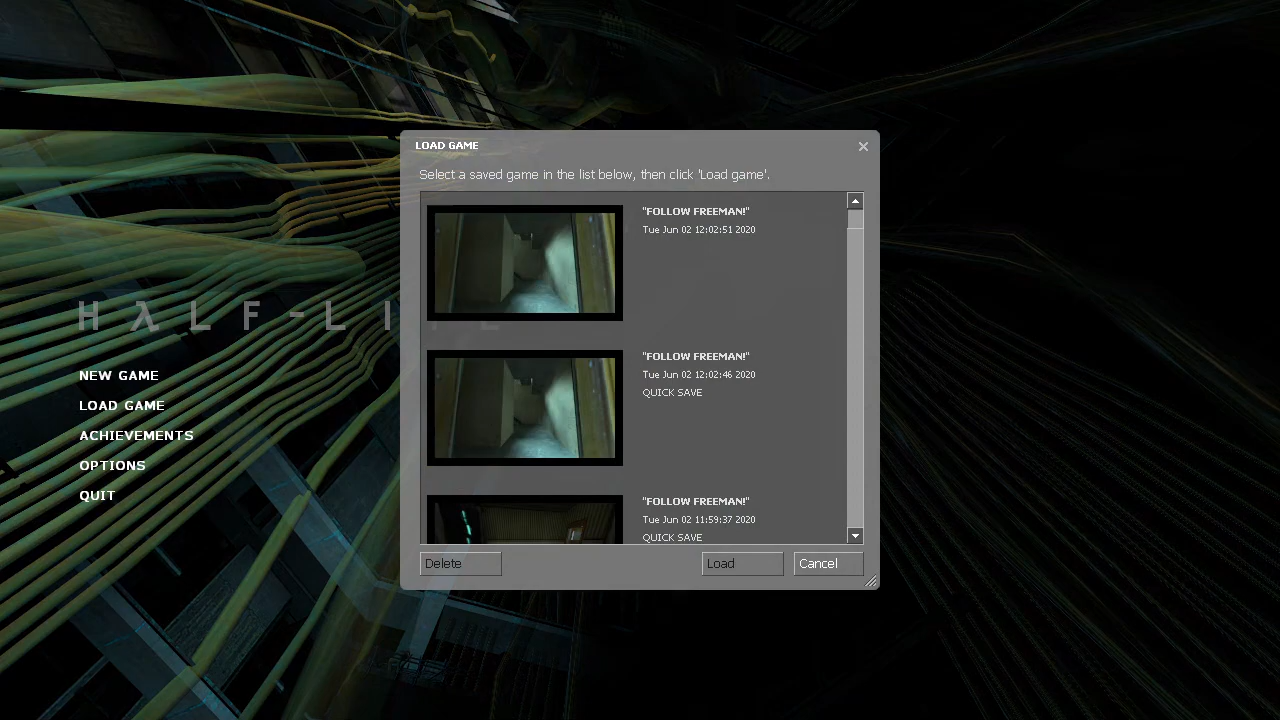 LOAD GAME
Select a saved game in the list below, then click 'Load game'.
"FOLLOW FREEMAN!"
Tue Jun 02 12:02:51 2020
"FOLLOW FREEMAN!"
Tue Jun 02 12:02:46 2020
QUICK SAVE
"FOLLOW FREEMAN!"
Tue Jun 02 11:59:37 2020
QUICK SAVE
Delete
Load
Cancel
HλLF-LIFE
NEW GAME
LOAD GAME
ACHIEVEMENTS
OPTIONS
QUIT